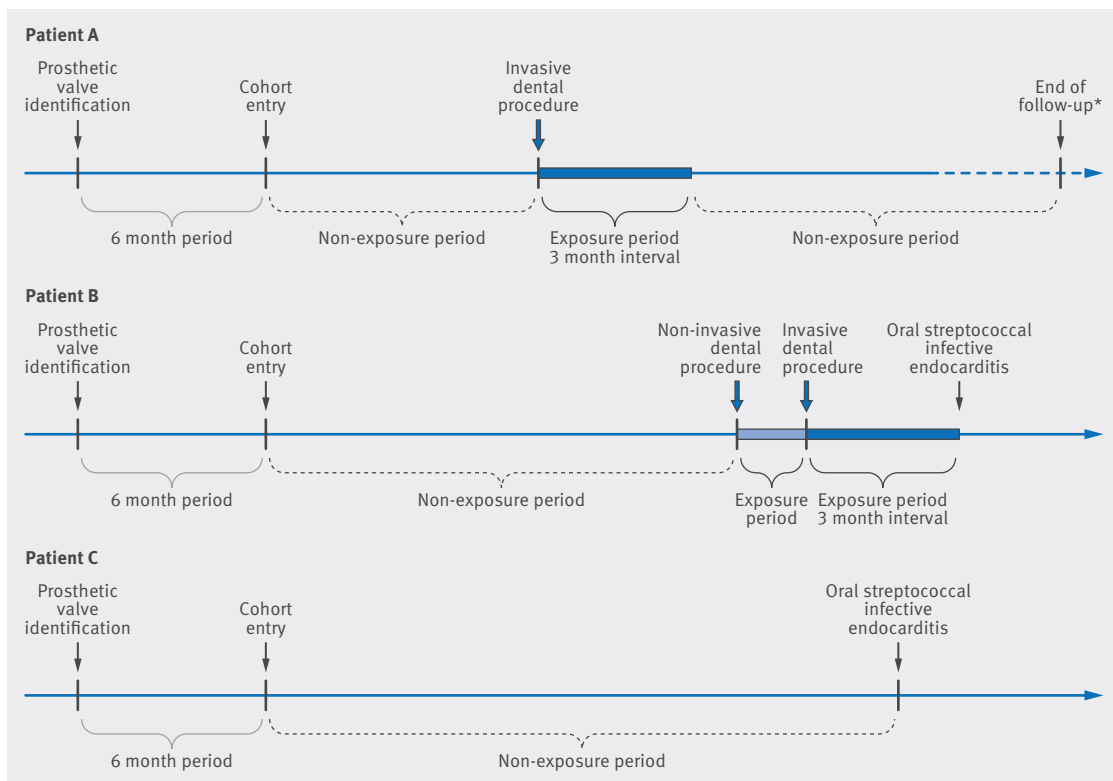 Patient A
Prosthetic
valve
identification
Cohort
entry
Invasive
dental
procedure
End of
follow-up*
6 month period
Non-exposure period
Exposure period
3 month interval
Non-exposure period
Patient B
Prosthetic
valve
identification
Cohort
entry
Non-invasive
dental
procedure
Invasive
dental
procedure
Oral streptococcal
infective
endocarditis
6 month period
Non-exposure period
Exposure
period
Exposure period
3 month interval
Patient C
Prosthetic
valve
identification
Cohort
entry
Oral streptococcal
infective
endocarditis
6 month period
Non-exposure period